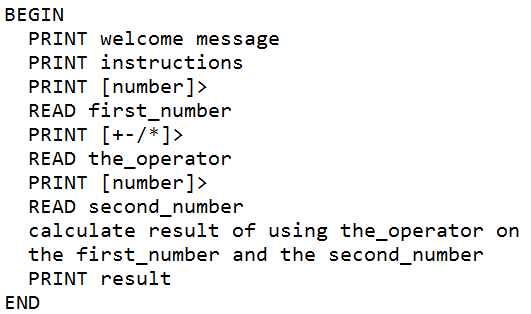 BEGIN
PRINT welcome message
PRINT instructions
PRINT [number]>
READ first_number
PRINT [+-/*]>
READ the_operator
PRINT [number]>
READ second_number
calculate result of using the_operator on
the first_number and the second_number
PRINT result
END